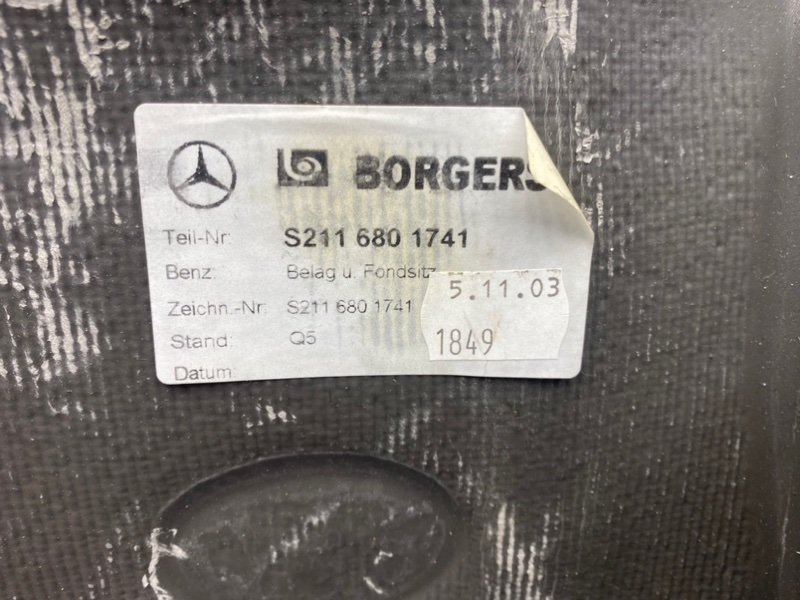 BORGERS
Teil-Nr: S211 680 1741
Benz: Belag u. Fondsitz
Zeichn.-Nr: S211 680 1741
5.11.03
Stand: Q5
1849
Datum: